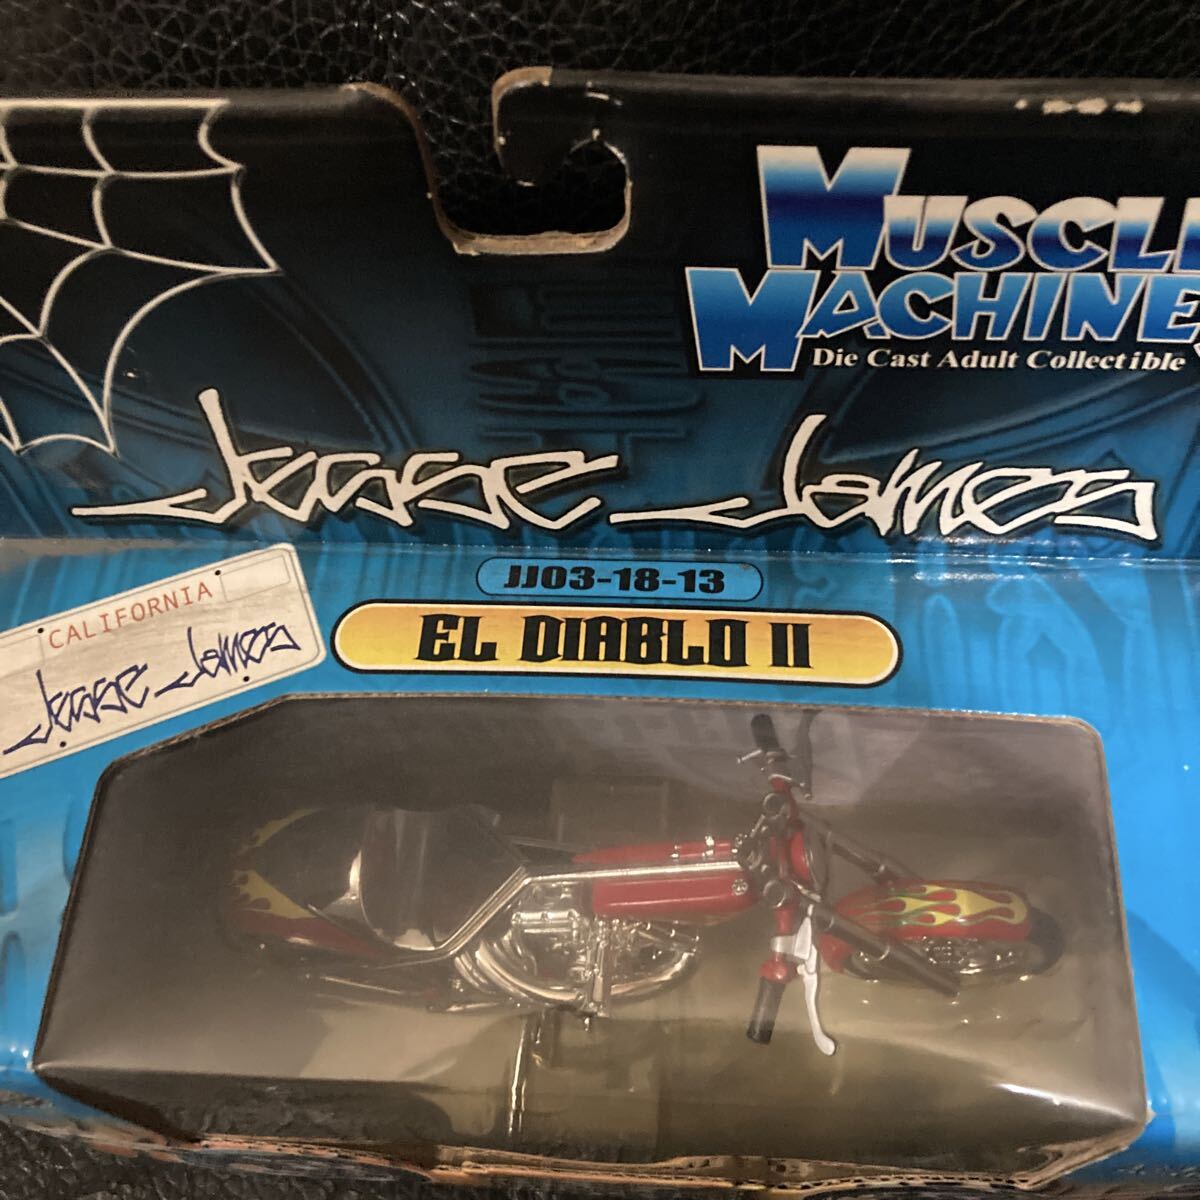 MUSCLE
MACHINES
Die Cast Adult Collectible
Jesse James
JJ03-18-13
EL DIABLO II
CALIFORNIA
Jesse James